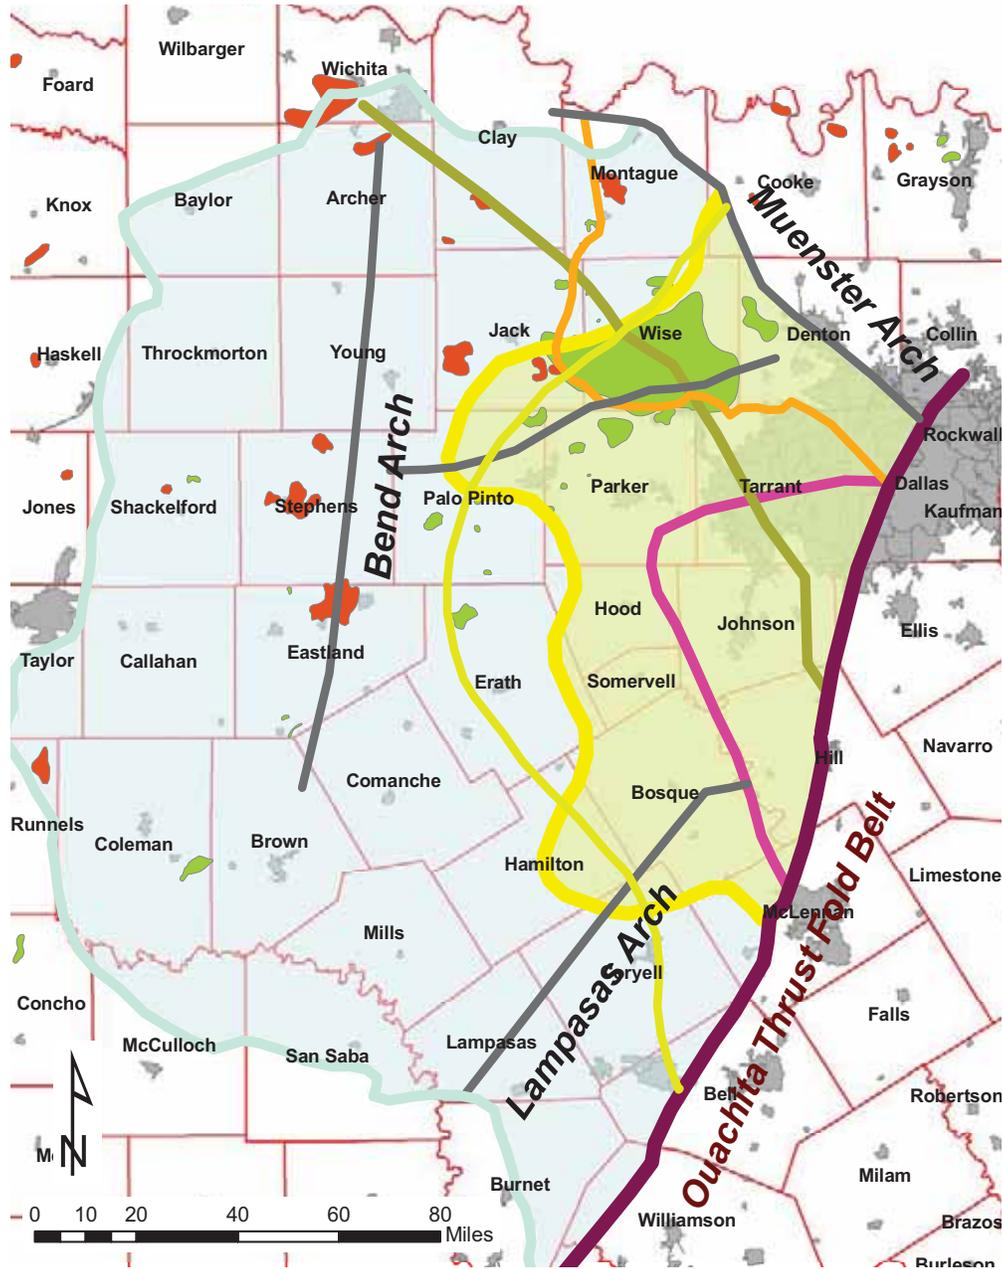 Wilbarger
Wichita
Foard
Clay
Montague
Cooke
Grayson
Knox
Baylor
Archer
Muenster Arch
Jack
Wise
Denton
Collin
Haskell
Throckmorton
Young
Rockwall
Bend Arch
Palo Pinto
Parker
Tarrant
Dallas
Jones
Shackelford
Stephens
Kaufman
Hood
Johnson
Ellis
Taylor
Callahan
Eastland
Erath
Somervell
Navarro
Hill
Comanche
Bosque
Runnels
Coleman
Brown
Hamilton
Limestone
McLennan
Ouachita Thrust Fold Belt
Mills
Lampasas Arch
oryell
Concho
Falls
McCulloch
San Saba
Lampasas
Bell
Robertson
M
N
Milam
Burnet
Williamson
Brazos
0 10 20 40 60 80
Miles
Burleson